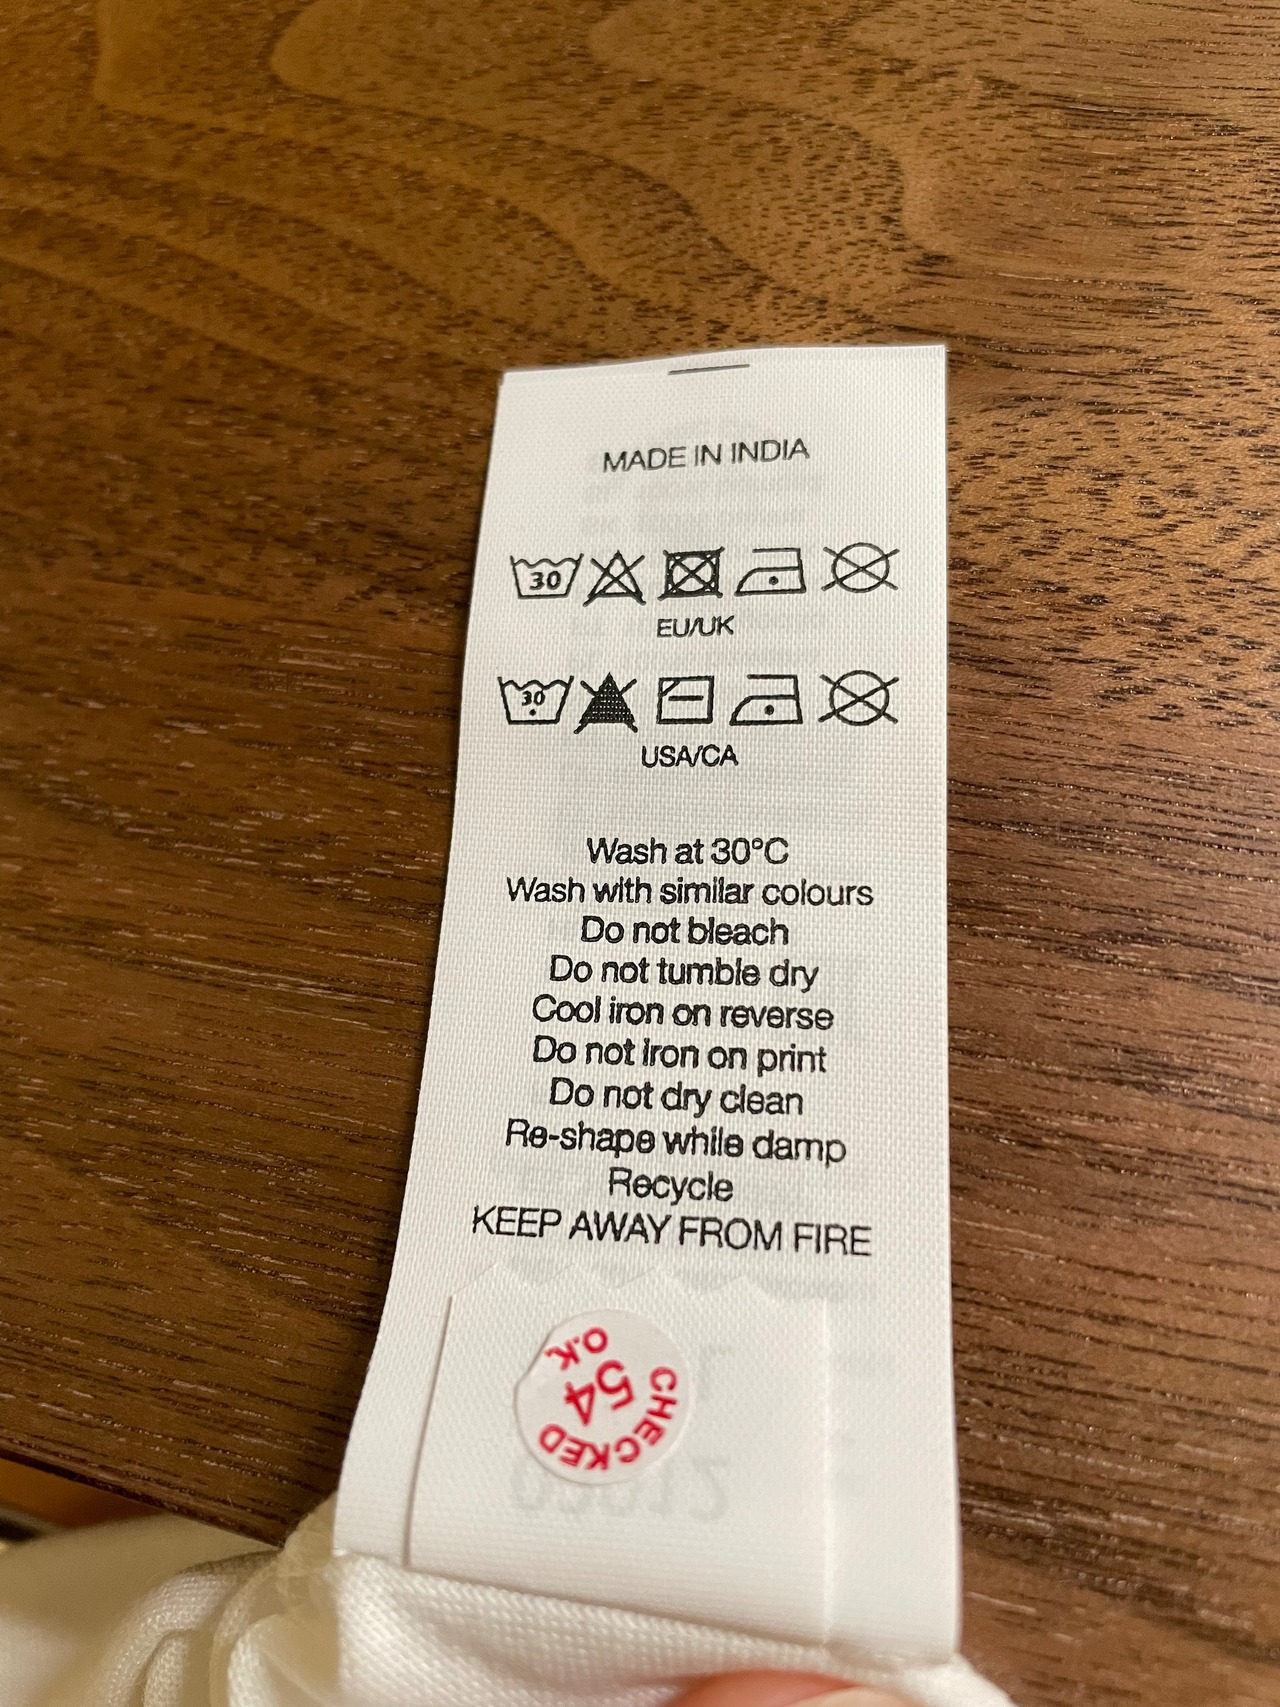 MADE IN INDIA
30
EU/UK
30
USA/CA
Wash at 30°C
Wash with similar colours
Do not bleach
Do not tumble dry
Cool iron on reverse
Do not iron on print
Do not dry clean
Re-shape while damp
Recycle
KEEP AWAY FROM FIRE
CHECKED
54
O.K